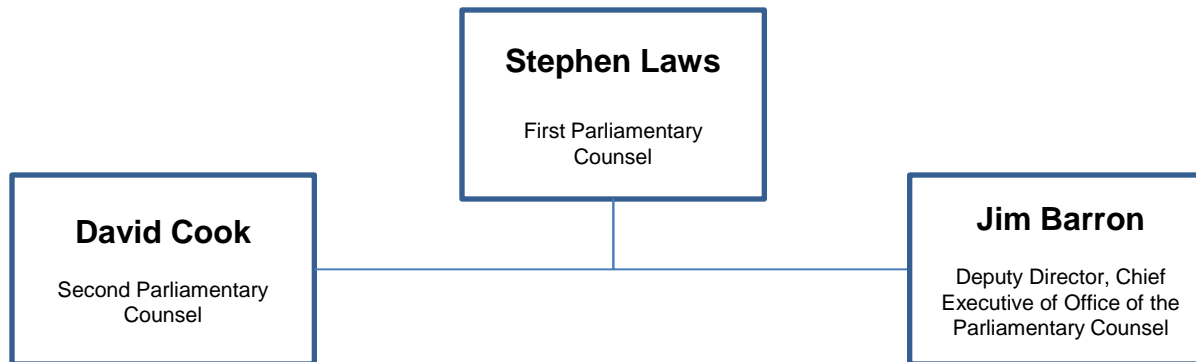 Stephen Laws
First Parliamentary
Counsel
David Cook
Second Parliamentary
Counsel
Jim Barron
Deputy Director, Chief
Executive of Office of the
Parliamentary Counsel